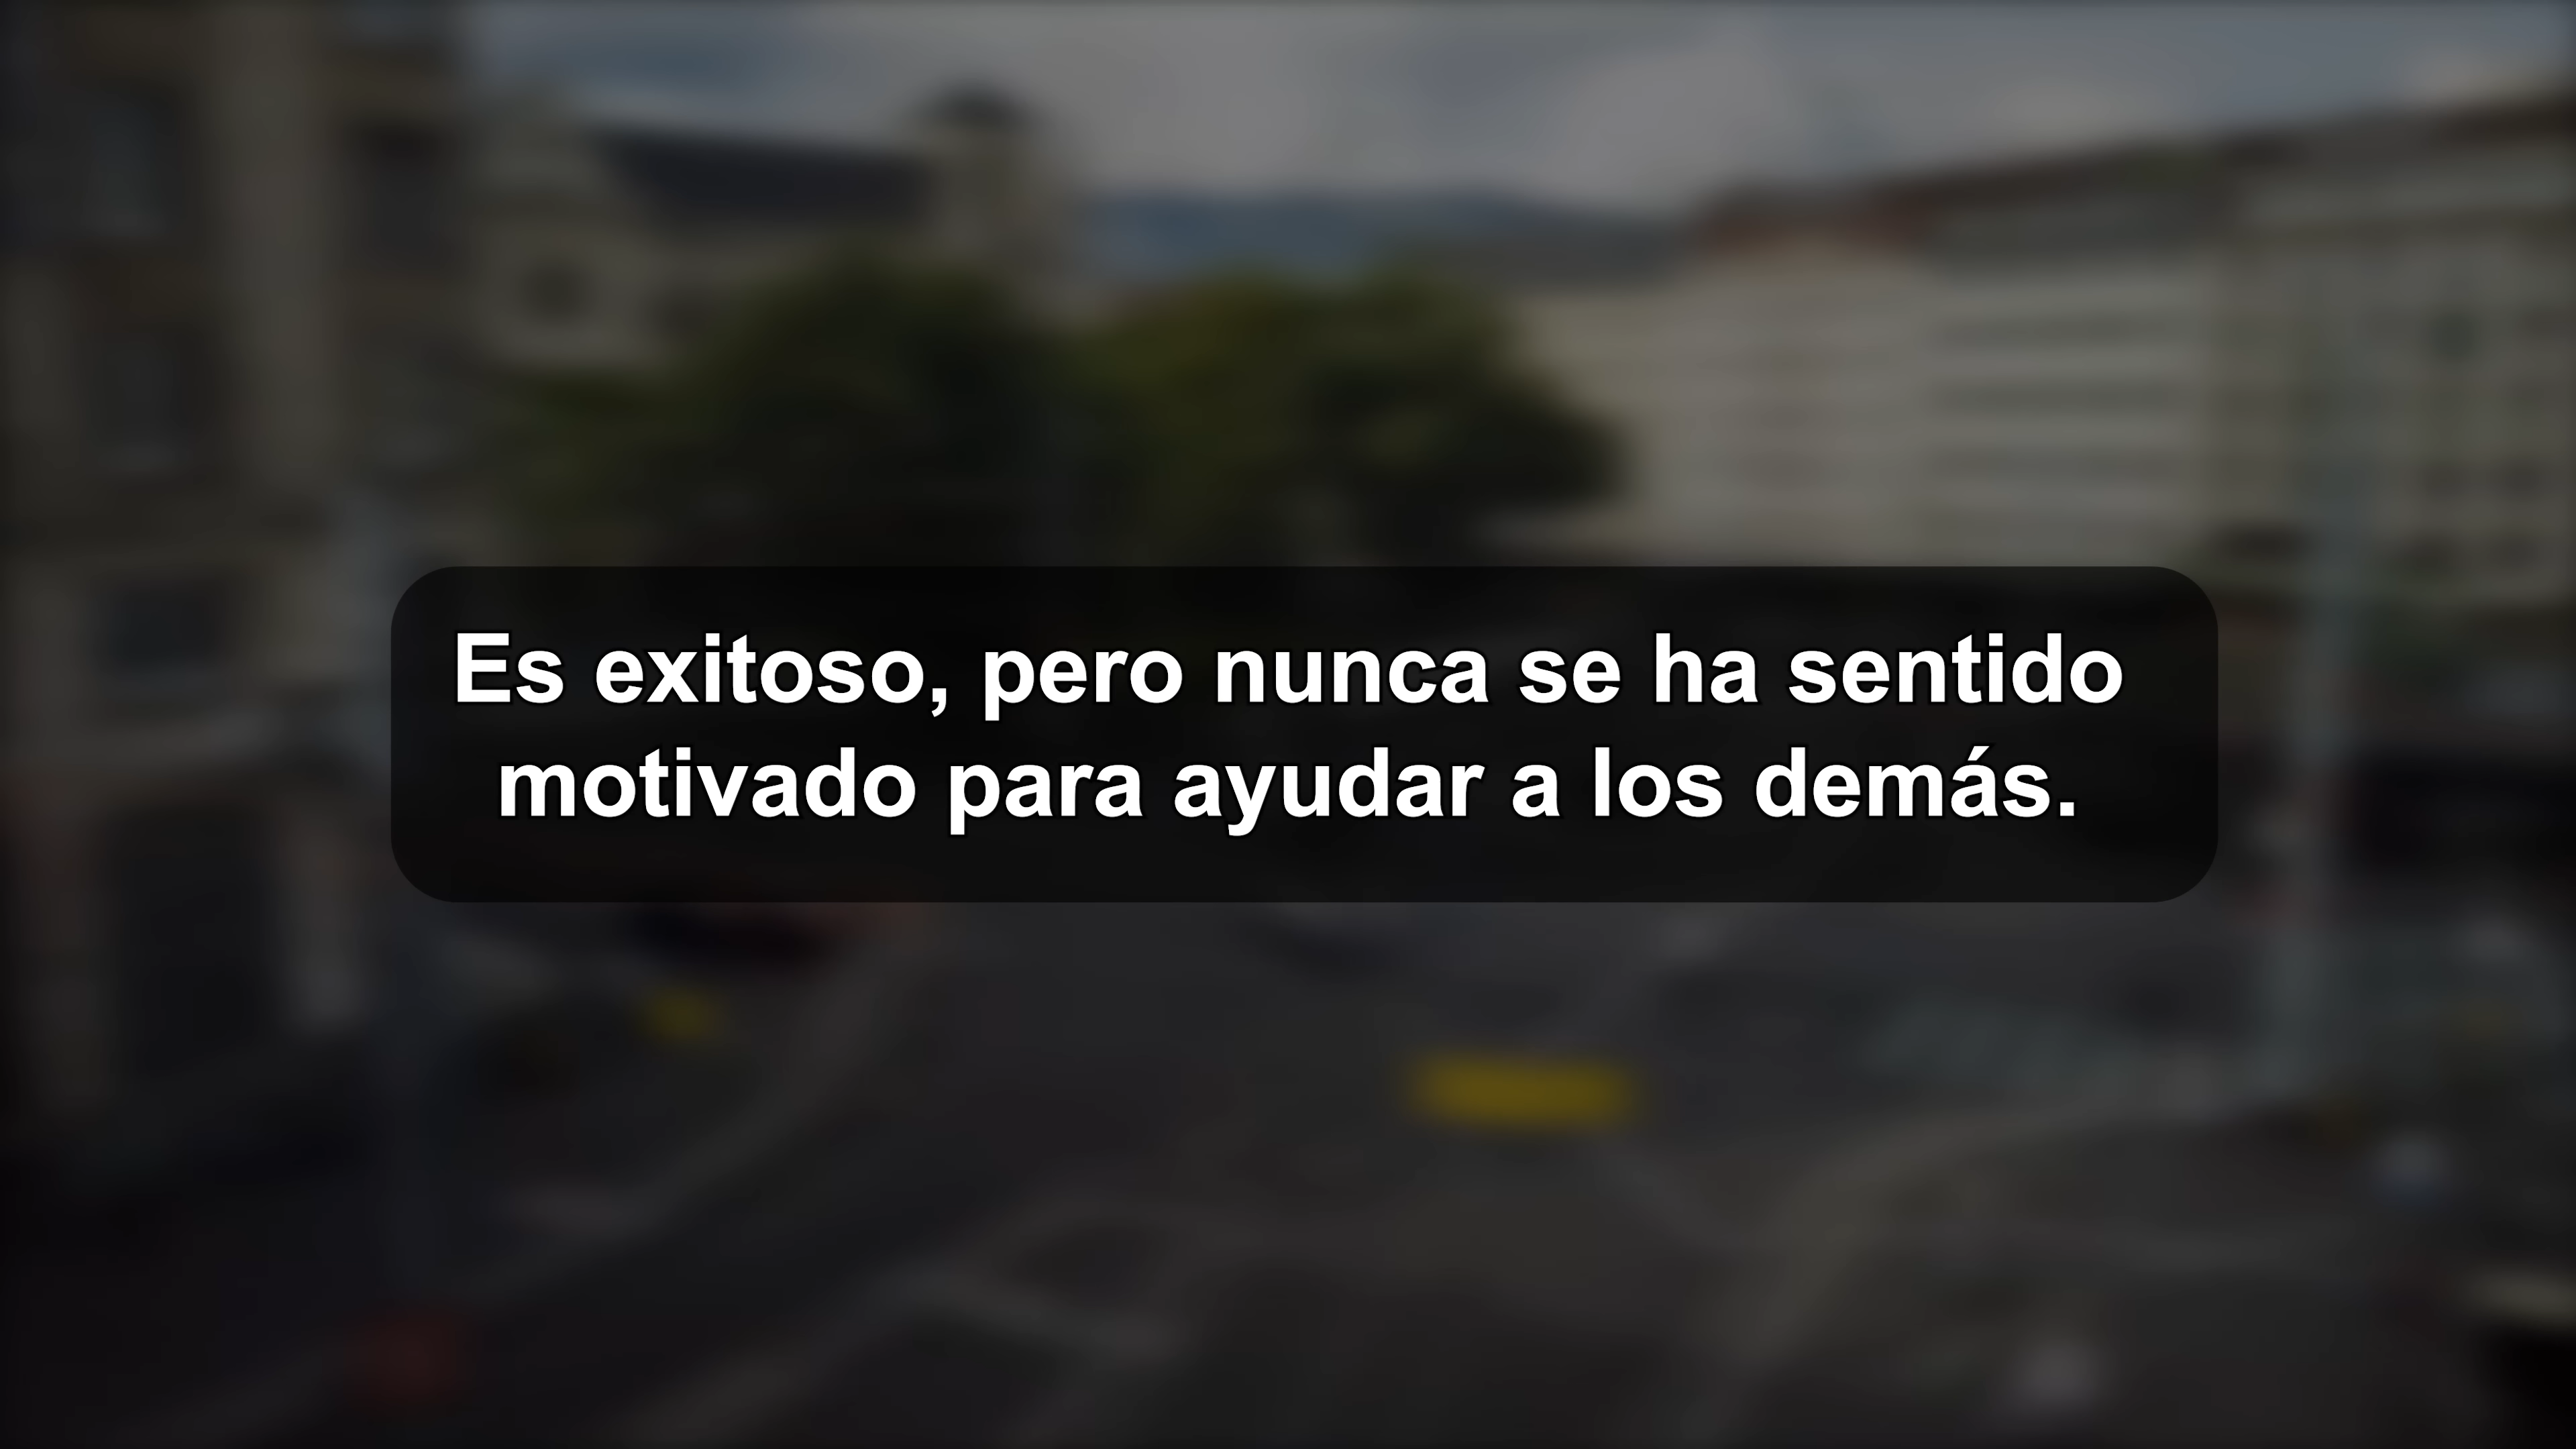 Es exitoso, pero nunca se ha sentido
motivado para ayudar a los demás.